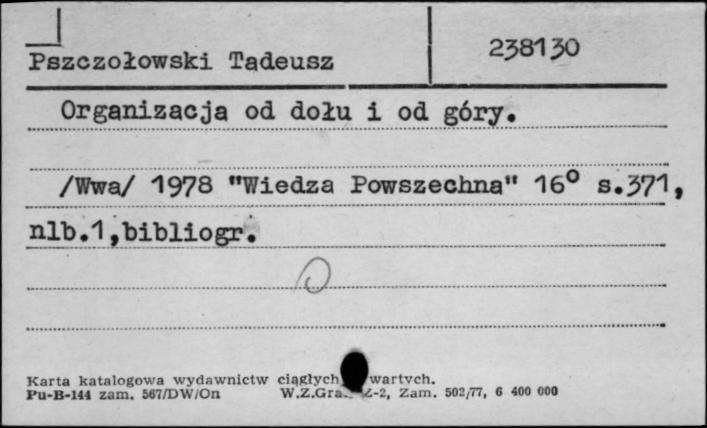 Pszczołowski Tadeusz
238130
Organizacja od dołu i od góry.
/Wwa/ 1978 "Wiedza Powszechna" 16° s.371,
nlb.1,bibliogr.
Karta katalogowa wydawnictw ciągłych wartych.
Pu-B-144 zam. 567/DW/On W.Z.Gra Z-2, Zam. 502/77, 6 400 000